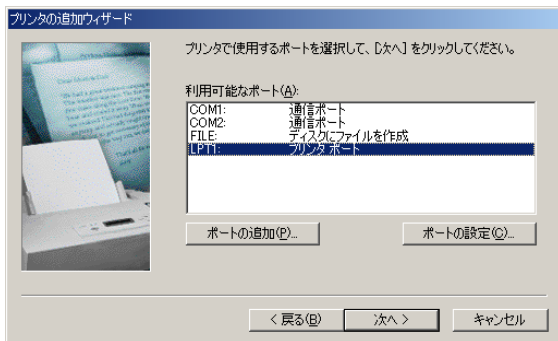 プリンタの追加ウィザード
プリンタで使用するポートを選択して、[次へ] をクリックしてください。
利用可能なポート(A):
COM1: 通信ポート
COM2: 通信ポート
FILE: ディスクにファイルを作成
LPT1: プリンタ ポート
ポートの追加(P)...
ポートの設定(C)...
< 戻る(B)
次へ >
キャンセル